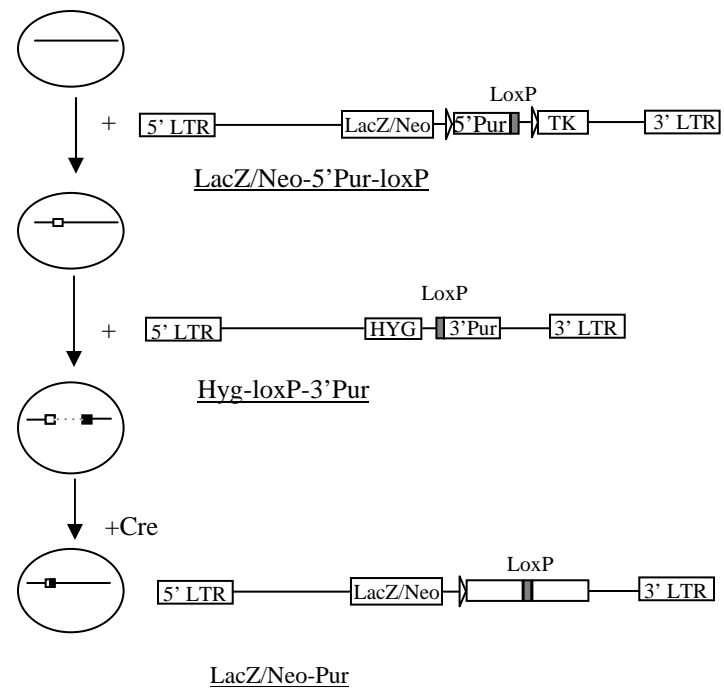 LoxP
+ 5' LTR LacZ/Neo 5'Pur TK 3' LTR
LacZ/Neo-5'Pur-loxP
LoxP
+ 5' LTR HYG 3'Pur 3' LTR
Hyg-loxP-3'Pur
+Cre
LoxP
5' LTR LacZ/Neo 3' LTR
LacZ/Neo-Pur